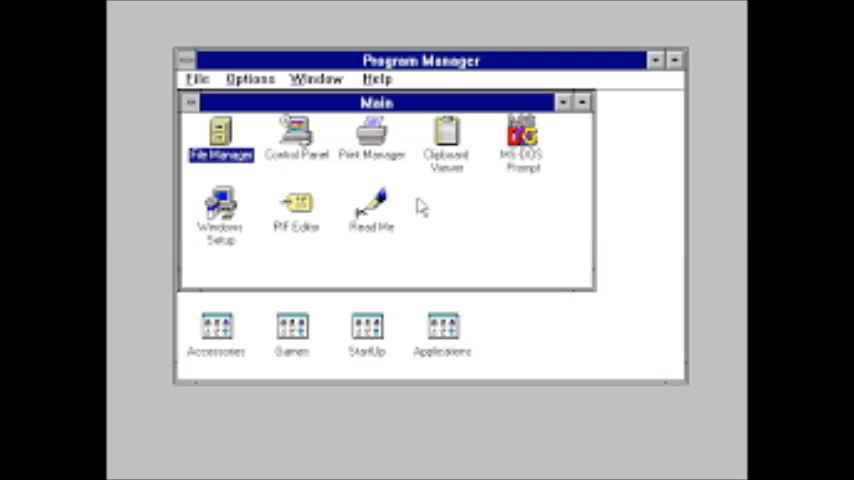 Program Manager
File Options Window Help
Main
File Manager Control Panel Print Manager Clipboard Viewer MS-DOS Prompt
Windows Setup PIF Editor Read Me
Accessories Games StartUp Applications